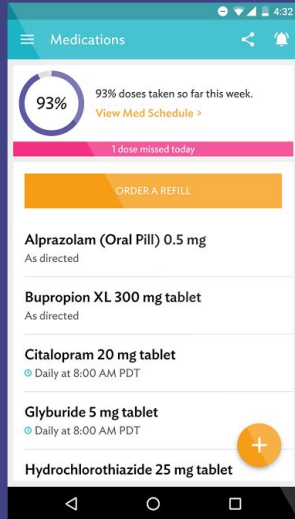 4:32
Medications
93%
93% doses taken so far this week.
View Med Schedule >
1 dose missed today
ORDER A REFILL
Alprazolam (Oral Pill) 0.5 mg
As directed
Bupropion XL 300 mg tablet
As directed
Citalopram 20 mg tablet
Daily at 8:00 AM PDT
Glyburide 5 mg tablet
Daily at 8:00 AM PDT
+
Hydrochlorothiazide 25 mg tablet